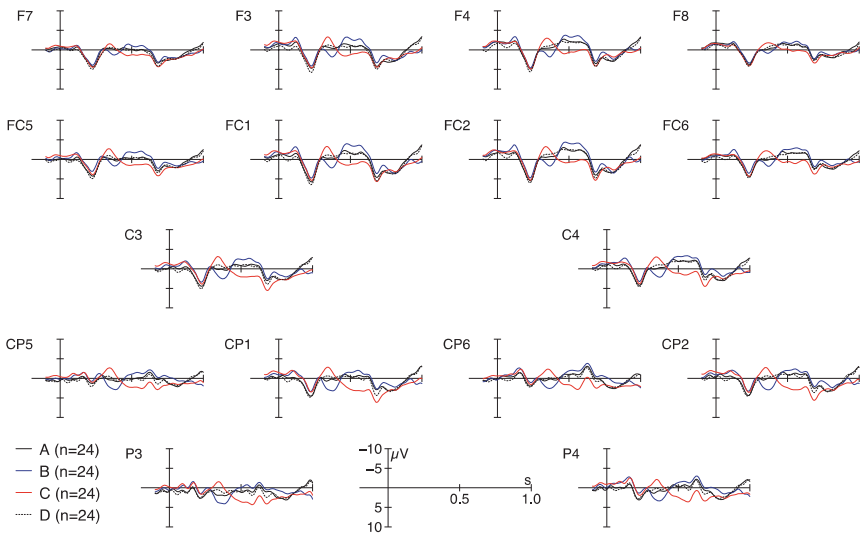 F7 F3 F4 F8
FC5 FC1 FC2 FC6
C3 C4
CP5 CP1 CP6 CP2
P3 P4
A (n=24)
B (n=24)
C (n=24)
D (n=24)
−10 µV
−5
s
0.5 1.0
5
10